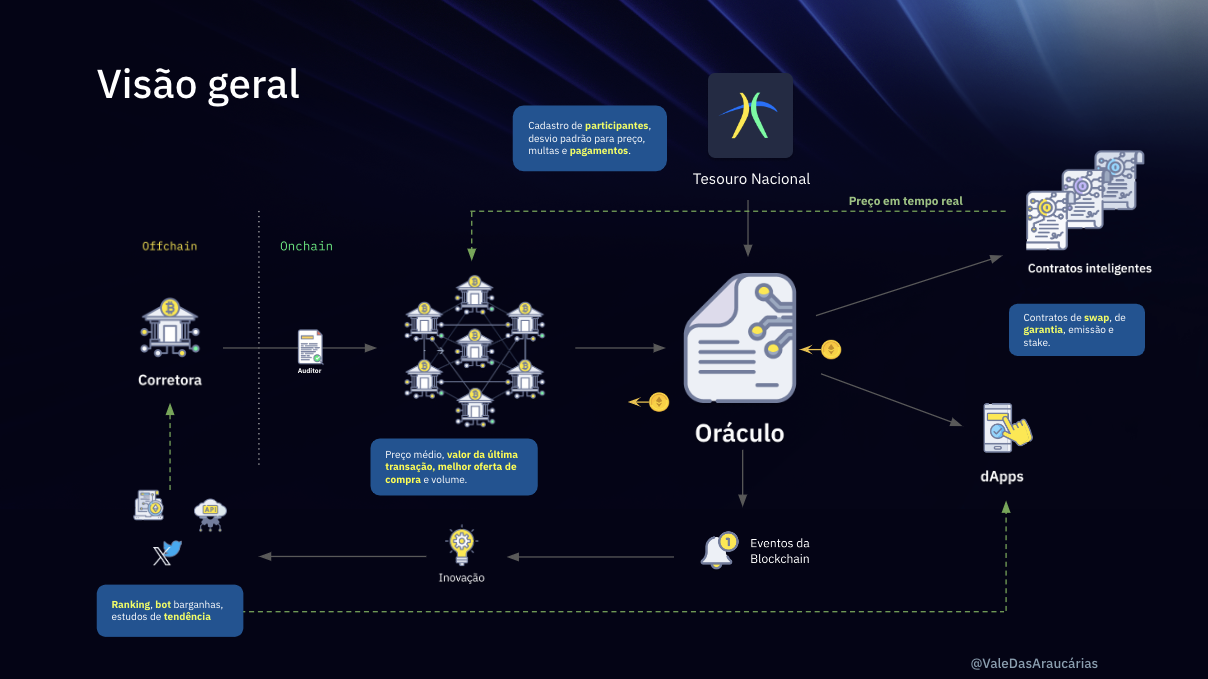 Visão geral
Cadastro de participantes,
desvio padrão para preço,
multas e pagamentos.
Tesouro Nacional
Preço em tempo real
Offchain
Onchain
Contratos inteligentes
Contratos de swap, de
garantia, emissão e
stake.
Corretora
Auditor
Oráculo
Preço médio, valor da última
transação, melhor oferta de
compra e volume.
dApps
API
1
Eventos da
Blockchain
Inovação
Ranking, bot barganhas,
estudos de tendência
@ValeDasAraucárias